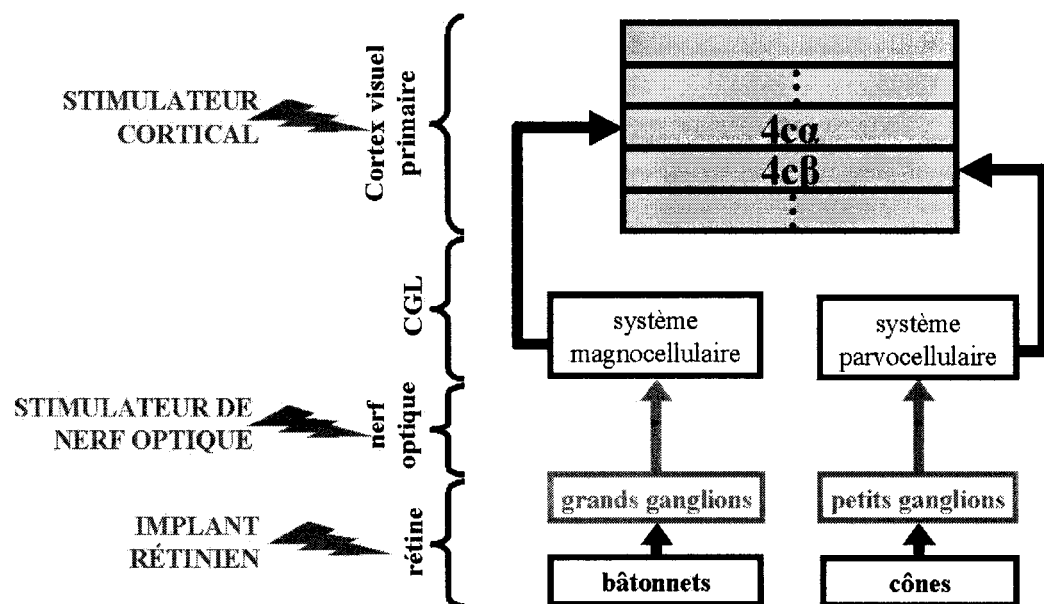 STIMULATEUR
CORTICAL
Cortex visuel
primaire
4cα
4cβ
CGL
système
magnocellulaire
système
parvocellulaire
STIMULATEUR DE
NERF OPTIQUE
nerf
optique
grands ganglions
petits ganglions
IMPLANT
RÉTINIEN
rétine
bâtonnets
cônes